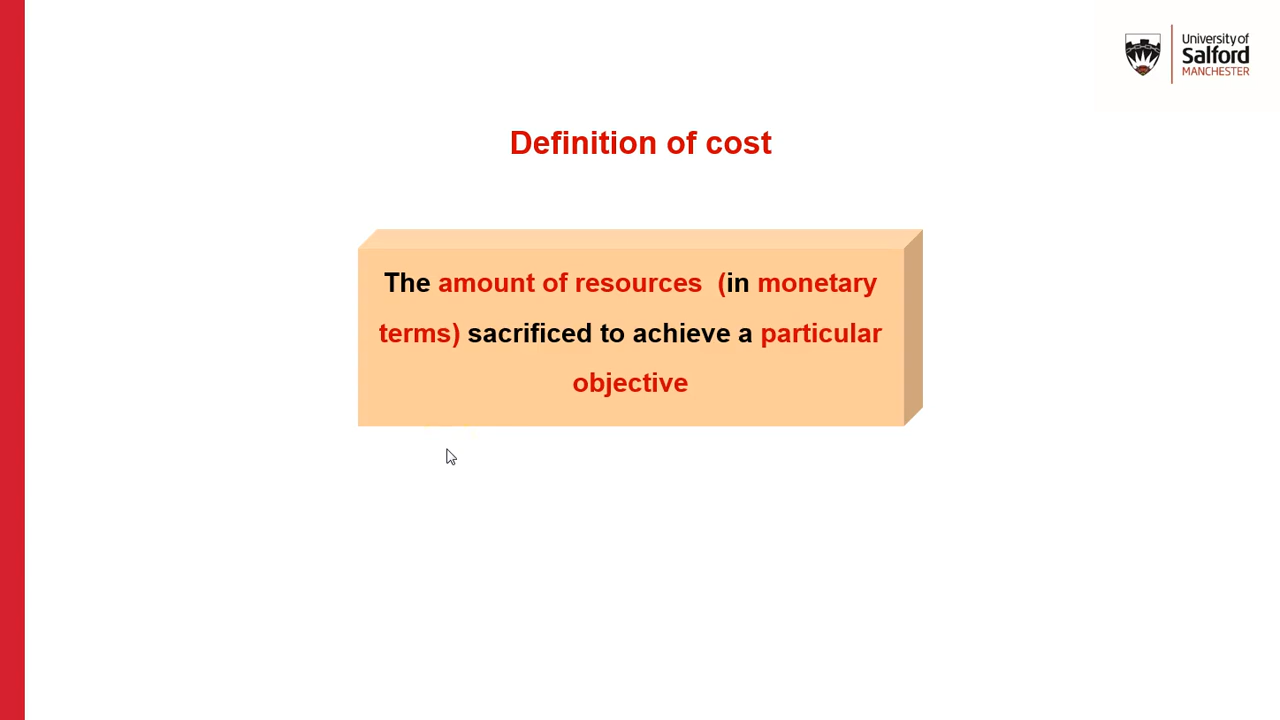 University of
Salford
MANCHESTER
Definition of cost
The amount of resources (in monetary
terms) sacrificed to achieve a particular
objective